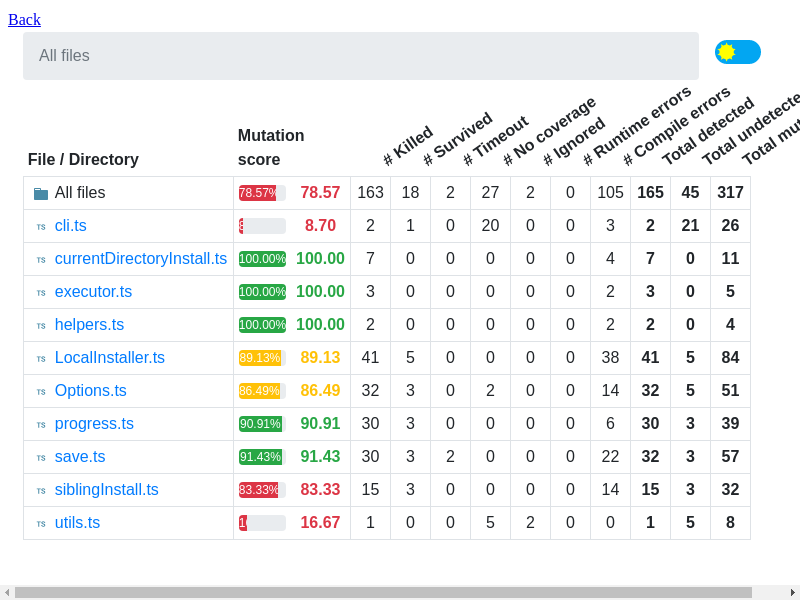 Back
All files
File / Directory
Mutation score
# Killed
# Survived
# Timeout
# No coverage
# Ignored
# Runtime errors
# Compile errors
Total detected
Total undetecte
Total mut
All files 78.57% 78.57 163 18 2 27 2 0 105 165 45 317
TS cli.ts 8.70 2 1 0 20 0 0 3 2 21 26
TS currentDirectoryInstall.ts 100.00% 100.00 7 0 0 0 0 0 4 7 0 11
TS executor.ts 100.00% 100.00 3 0 0 0 0 0 2 3 0 5
TS helpers.ts 100.00% 100.00 2 0 0 0 0 0 2 2 0 4
TS LocalInstaller.ts 89.13% 89.13 41 5 0 0 0 0 38 41 5 84
TS Options.ts 86.49% 86.49 32 3 0 2 0 0 14 32 5 51
TS progress.ts 90.91% 90.91 30 3 0 0 0 0 6 30 3 39
TS save.ts 91.43% 91.43 30 3 2 0 0 0 22 32 3 57
TS siblingInstall.ts 83.33% 83.33 15 3 0 0 0 0 14 15 3 32
TS utils.ts 16.67 1 0 0 5 2 0 0 1 5 8